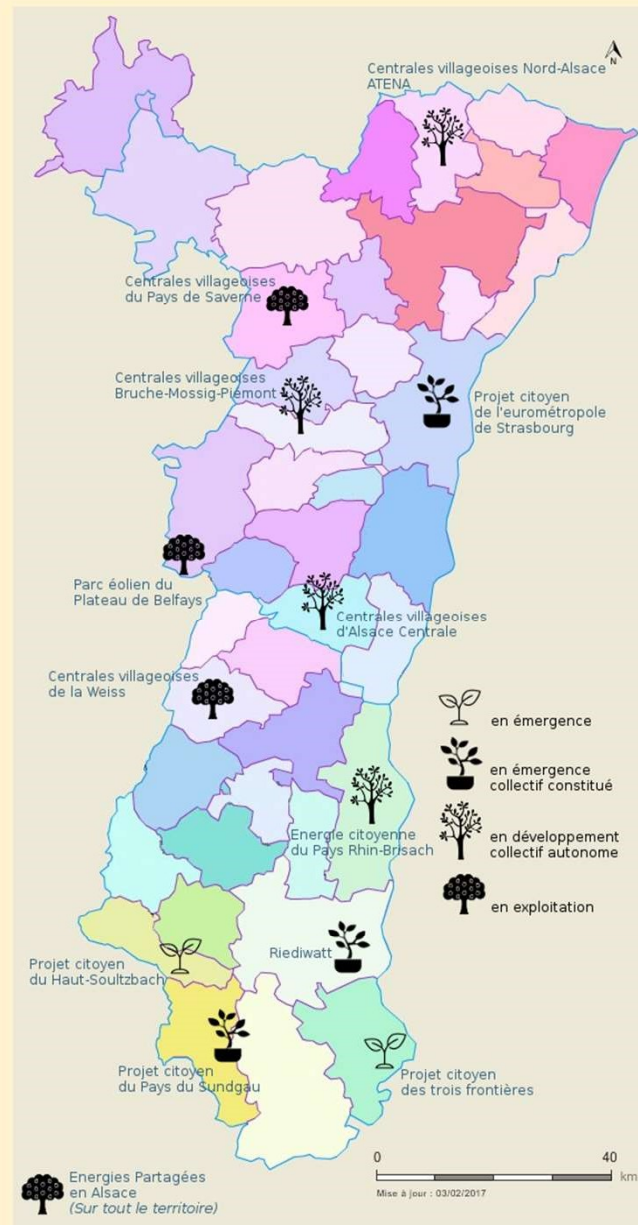 N
Centrales villageoises Nord-Alsace
ATENA
Centrales villageoises
du Pays de Saverne
Centrales villageoises
Bruche-Mossig-Piémont
Projet citoyen
de l'eurométropole
de Strasbourg
Parc éolien du
Plateau de Belfays
Centrales villageoises
d'Alsace Centrale
Centrales villageoises
de la Weiss
en émergence
en émergence
collectif constitué
en développement
collectif autonome
en exploitation
Energie citoyenne
du Pays Rhin-Brisach
Riediwatt
Projet citoyen
du Haut-Soultzbach
Projet citoyen
du Pays du Sundgau
Projet citoyen
des trois frontières
Energies Partagées
en Alsace
(Sur tout le territoire)
0 40
km
Mise à jour : 03/02/2017